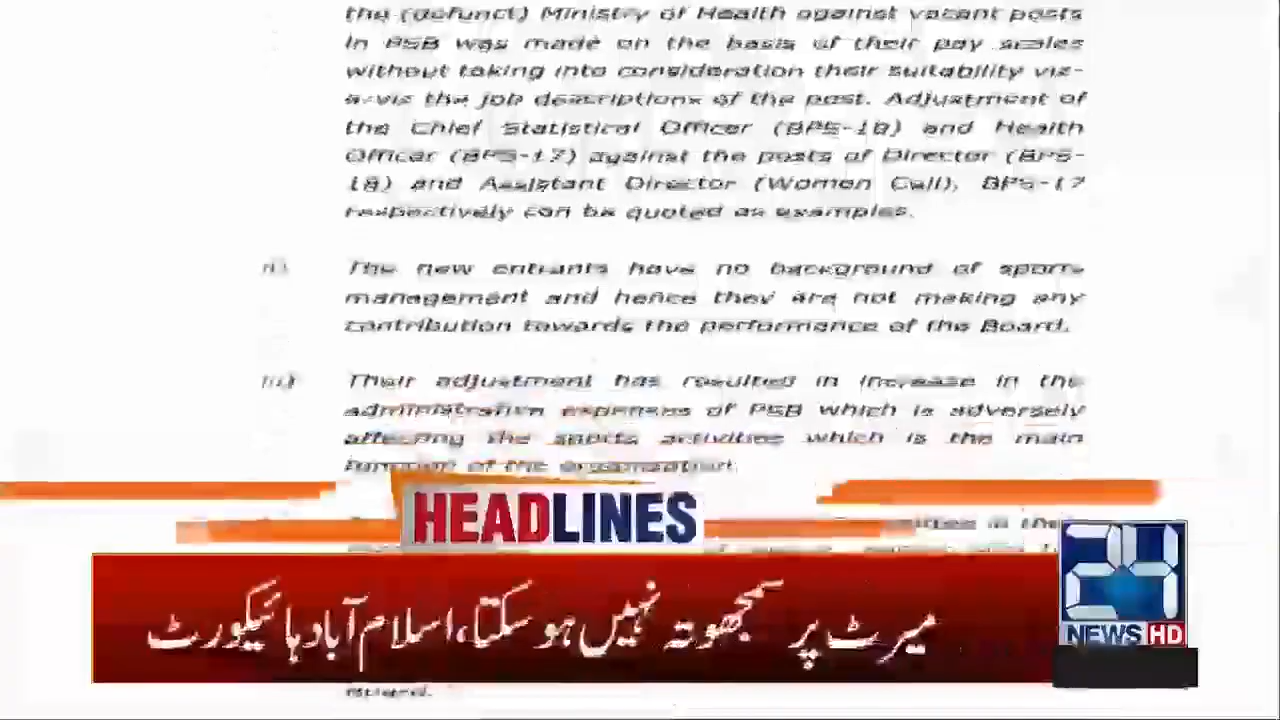 the (defunct) Ministry of Health against vacant posts
in PSB was made on the basis of their pay scales
without taking into consideration their suitability vis-
a-vis the job descriptions of the post. Adjustment of
the Chief Statistical Officer (BPS-18) and Health
Officer (BPS-17) against the posts of Director (BPS-
18) and Assistant Director (Women Cell), BPS-17
respectively can be quoted as examples.
ii) The new entrants have no background of sports
management and hence they are not making any
contribution towards the performance of the Board.
iii) Their adjustment has resulted in increase in the
administrative expenses of PSB which is adversely
affecting the sports activities which is the main
function of the organization.
HEADLINES
24
NEWS HD
میرٹ پر سمجھوتہ نہیں ہو سکتا،اسلام آباد ہائیکورٹ